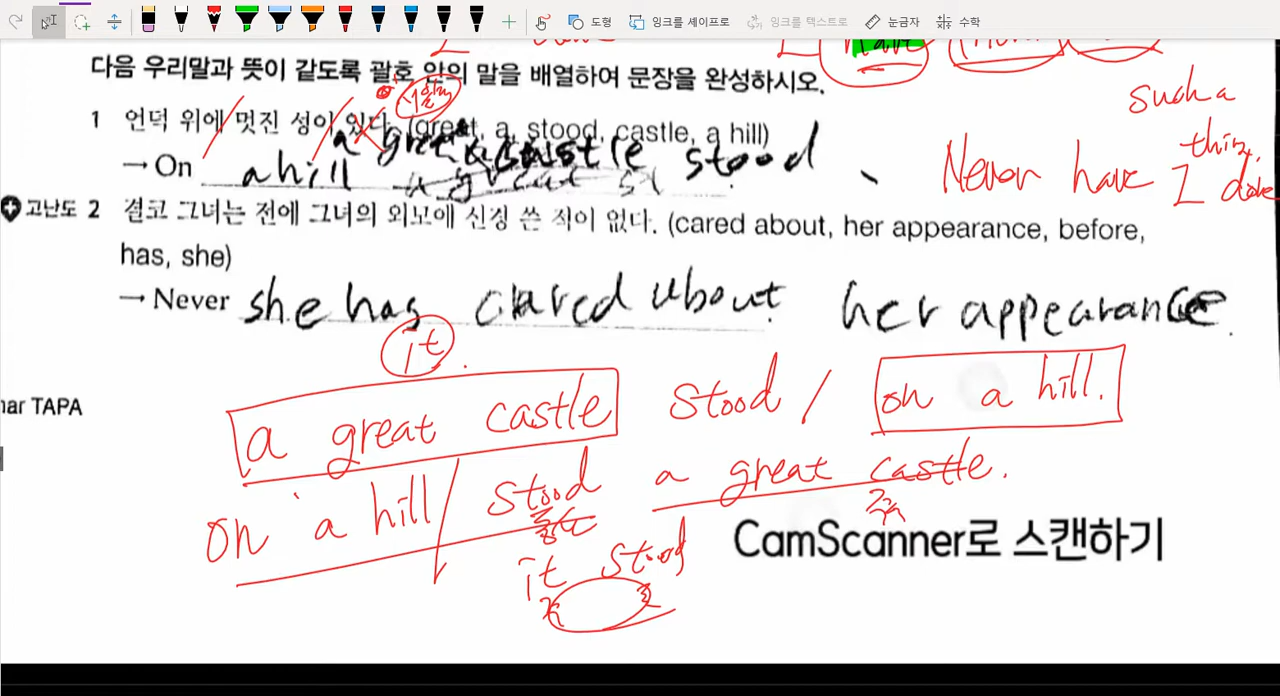 도형 잉크를 셰이프로 잉크를 텍스트로 눈금자 수학
다음 우리말과 뜻이 같도록 괄호 안의 말을 배열하여 문장을 완성하시오.
such a
1 언덕 위에 멋진 성이 있다. (great, a, stood, castle, a hill)
→ On a hill a great castle stood
Never have I done
고난도 2 결코 그녀는 전에 그녀의 외모에 신경 쓴 적이 없다. (cared about, her appearance, before,
has, she)
→ Never she has cared about her appearance.
it
a great castle stood / on a hill.
mar TAPA
on a hill / stood a great castle.
it stood
CamScanner로 스캔하기